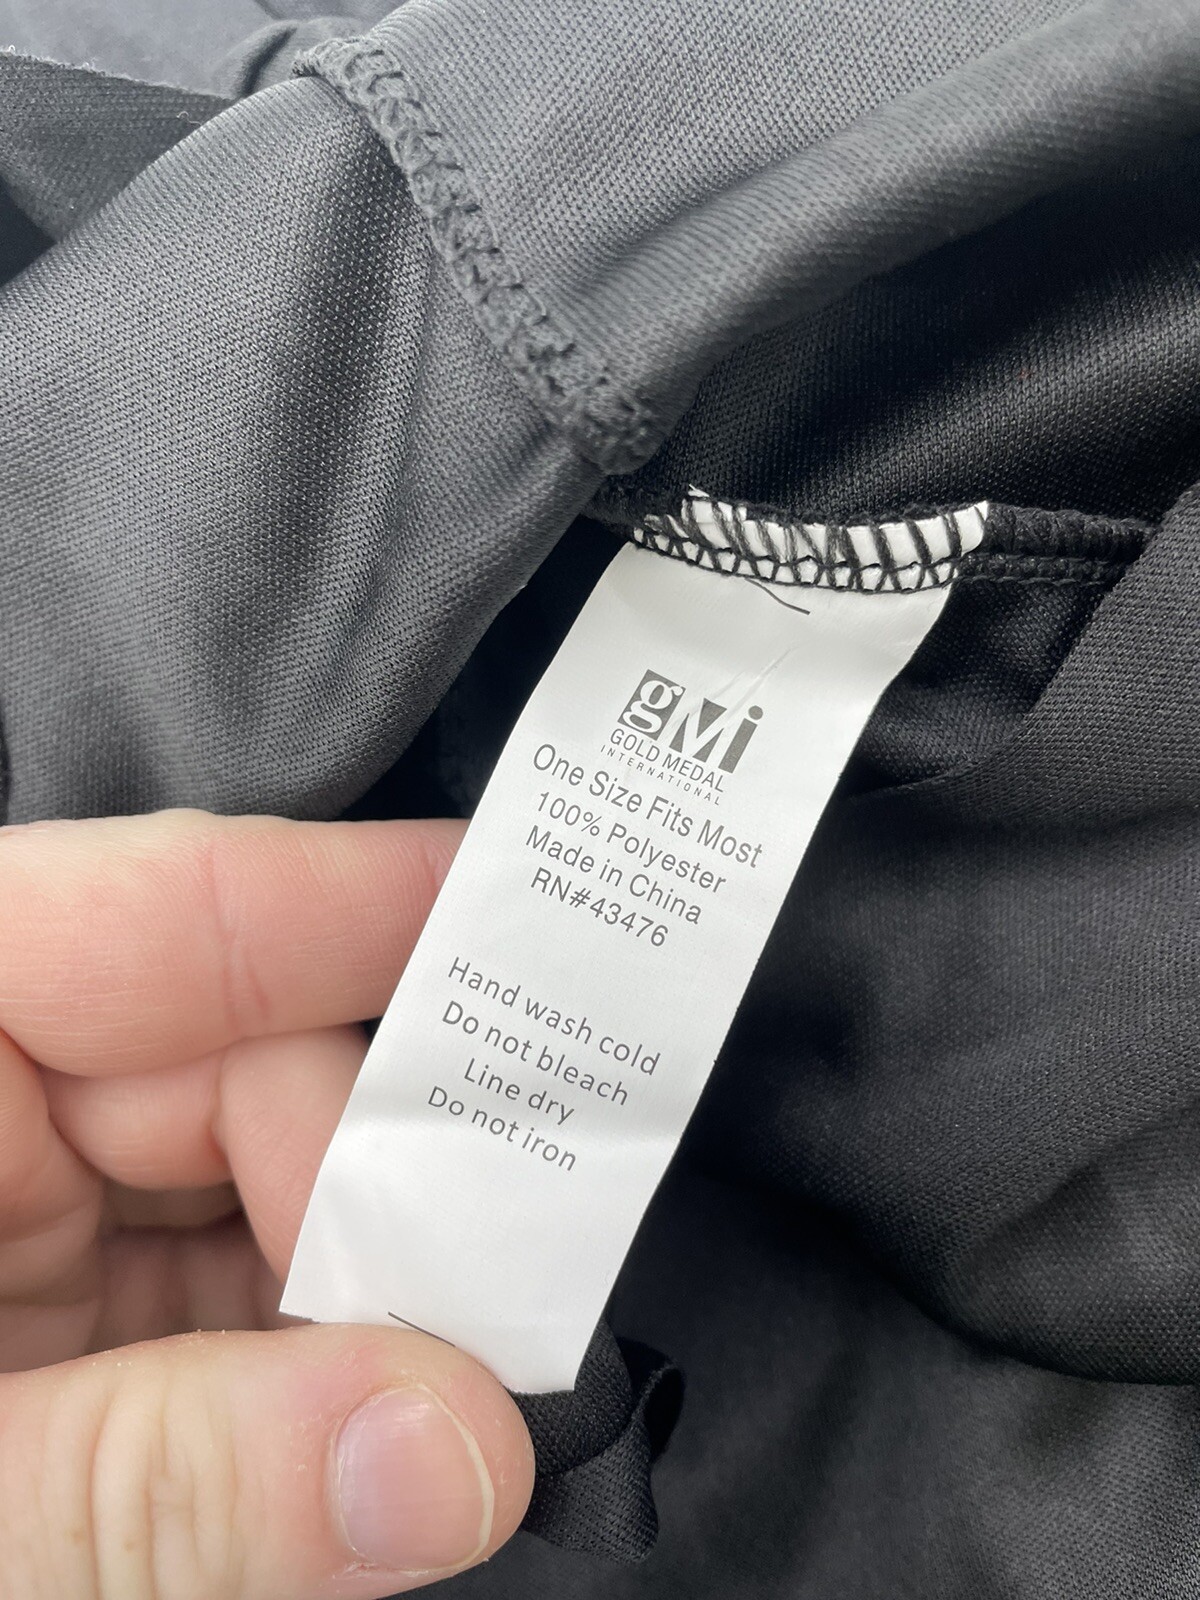 gMi
GOLD MEDAL
INTERNATIONAL
One Size Fits Most
100% Polyester
Made in China
RN#43476
Hand wash cold
Do not bleach
Line dry
Do not iron